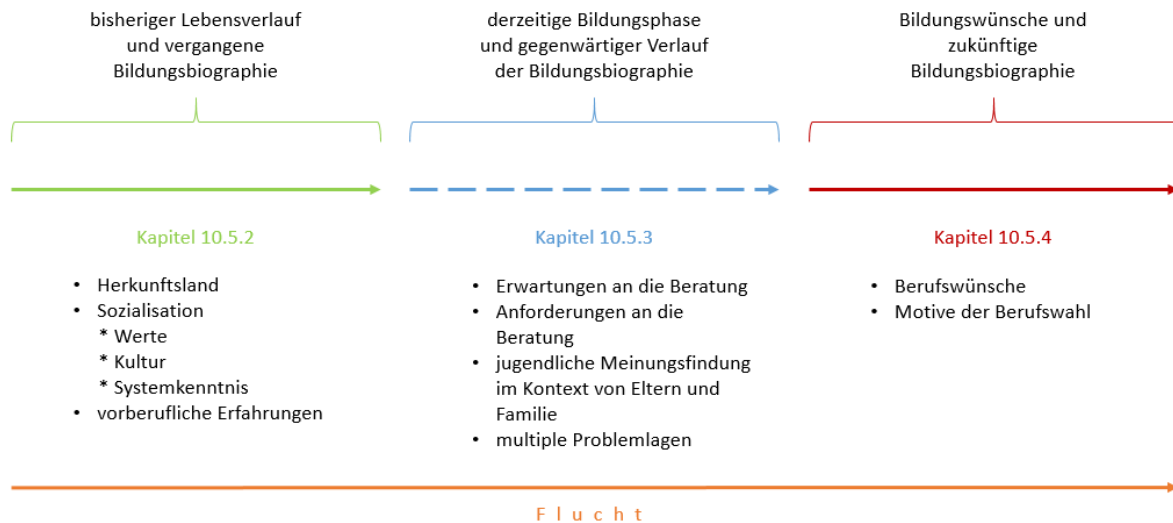 bisheriger Lebensverlauf
und vergangene
Bildungsbiographie
derzeitige Bildungsphase
und gegenwärtiger Verlauf
der Bildungsbiographie
Bildungswünsche und
zukünftige
Bildungsbiographie
Kapitel 10.5.2
• Herkunftsland
• Sozialisation
* Werte
* Kultur
* Systemkenntnis
• vorberufliche Erfahrungen
Kapitel 10.5.3
• Erwartungen an die Beratung
• Anforderungen an die
Beratung
• jugendliche Meinungsfindung
im Kontext von Eltern und
Familie
• multiple Problemlagen
Kapitel 10.5.4
• Berufswünsche
• Motive der Berufswahl
F l u c h t